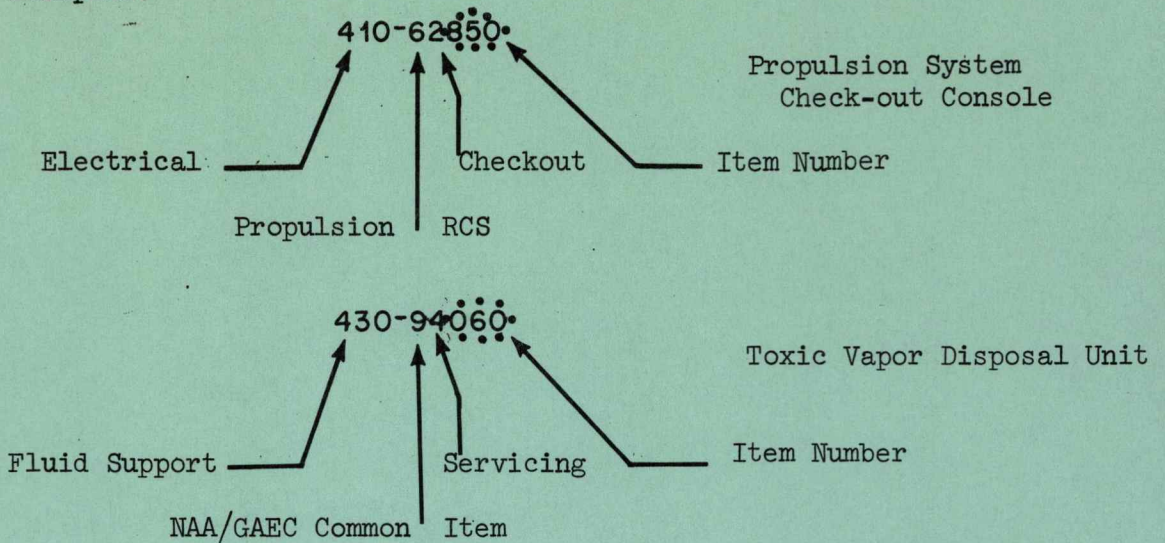 410-62850
Propulsion System
Check-out Console
Electrical
Checkout
Item Number
Propulsion
RCS
430-94060
Toxic Vapor Disposal Unit
Fluid Support
Servicing
Item Number
NAA/GAEC Common
Item